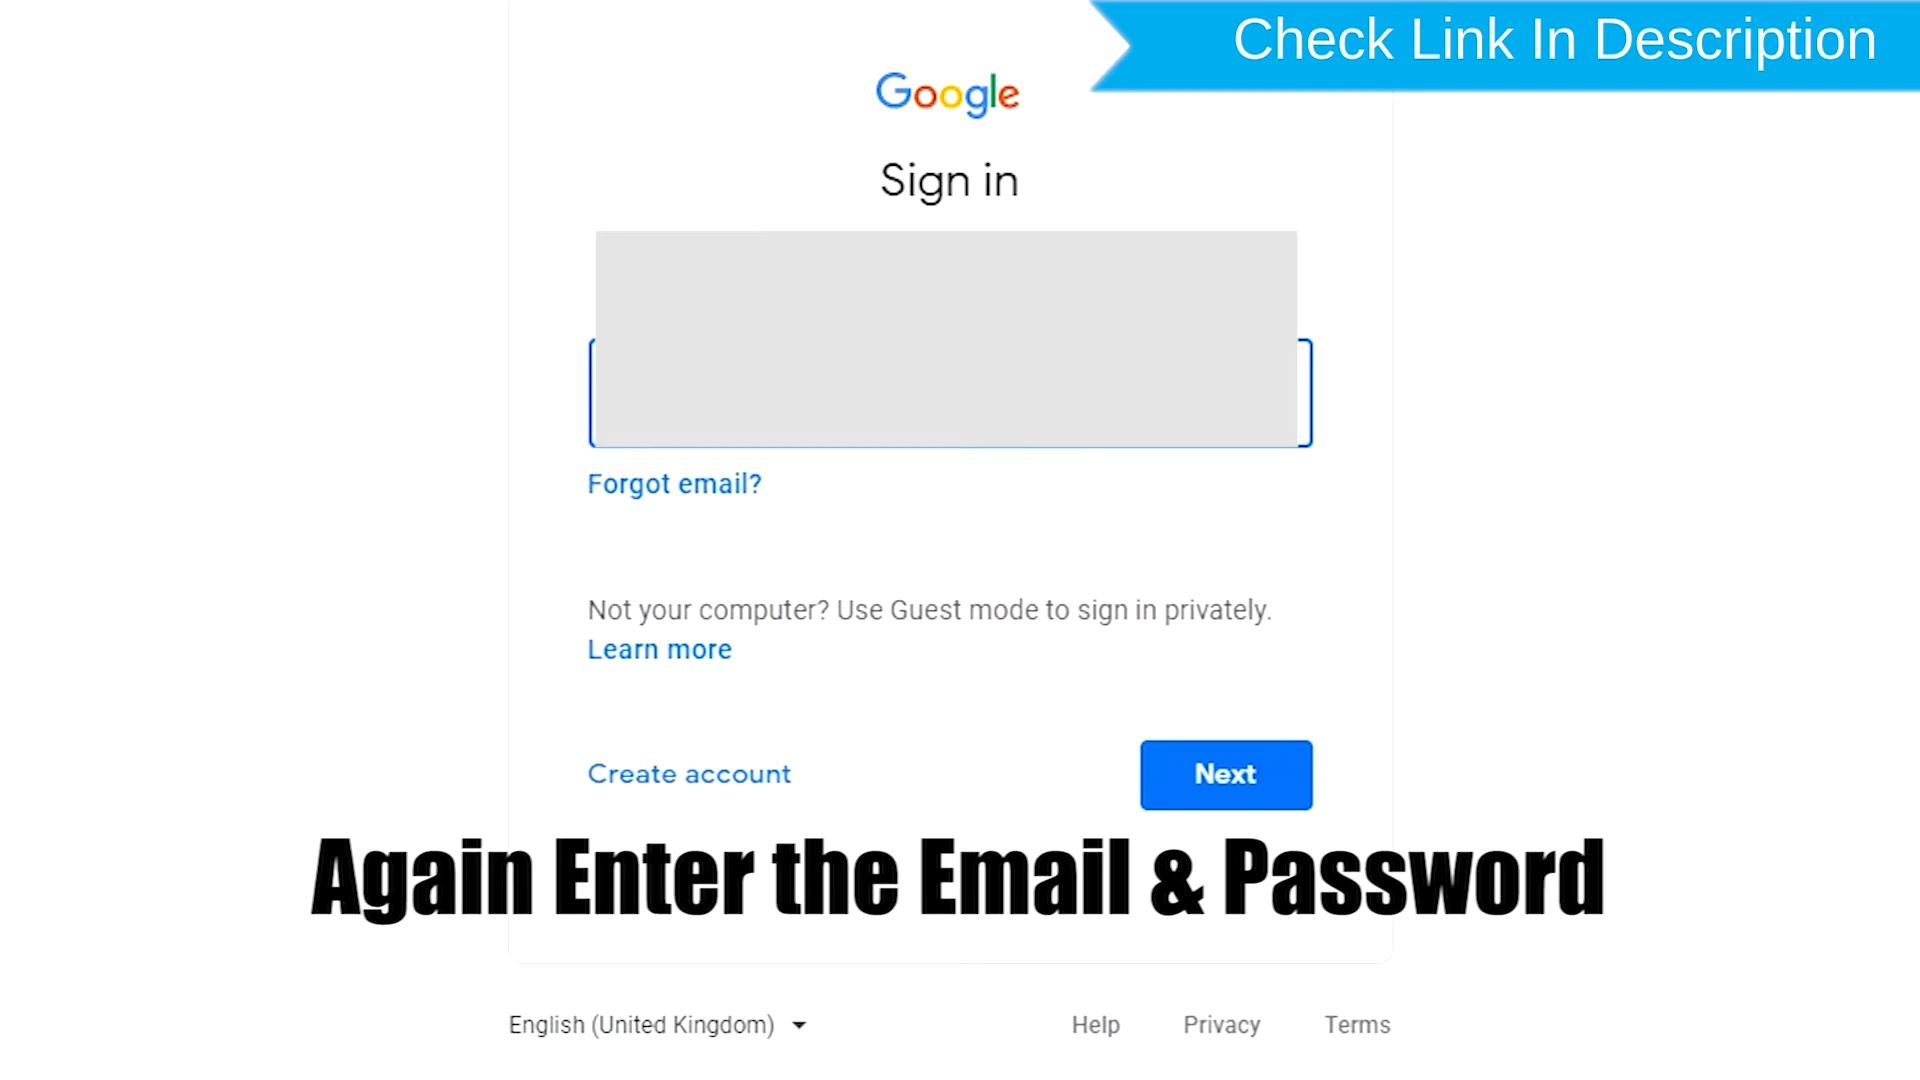 Check Link In Description
Google
Sign in
Forgot email?
Not your computer? Use Guest mode to sign in privately.
Learn more
Create account
Next
Again Enter the Email & Password
English (United Kingdom)
Help Privacy Terms